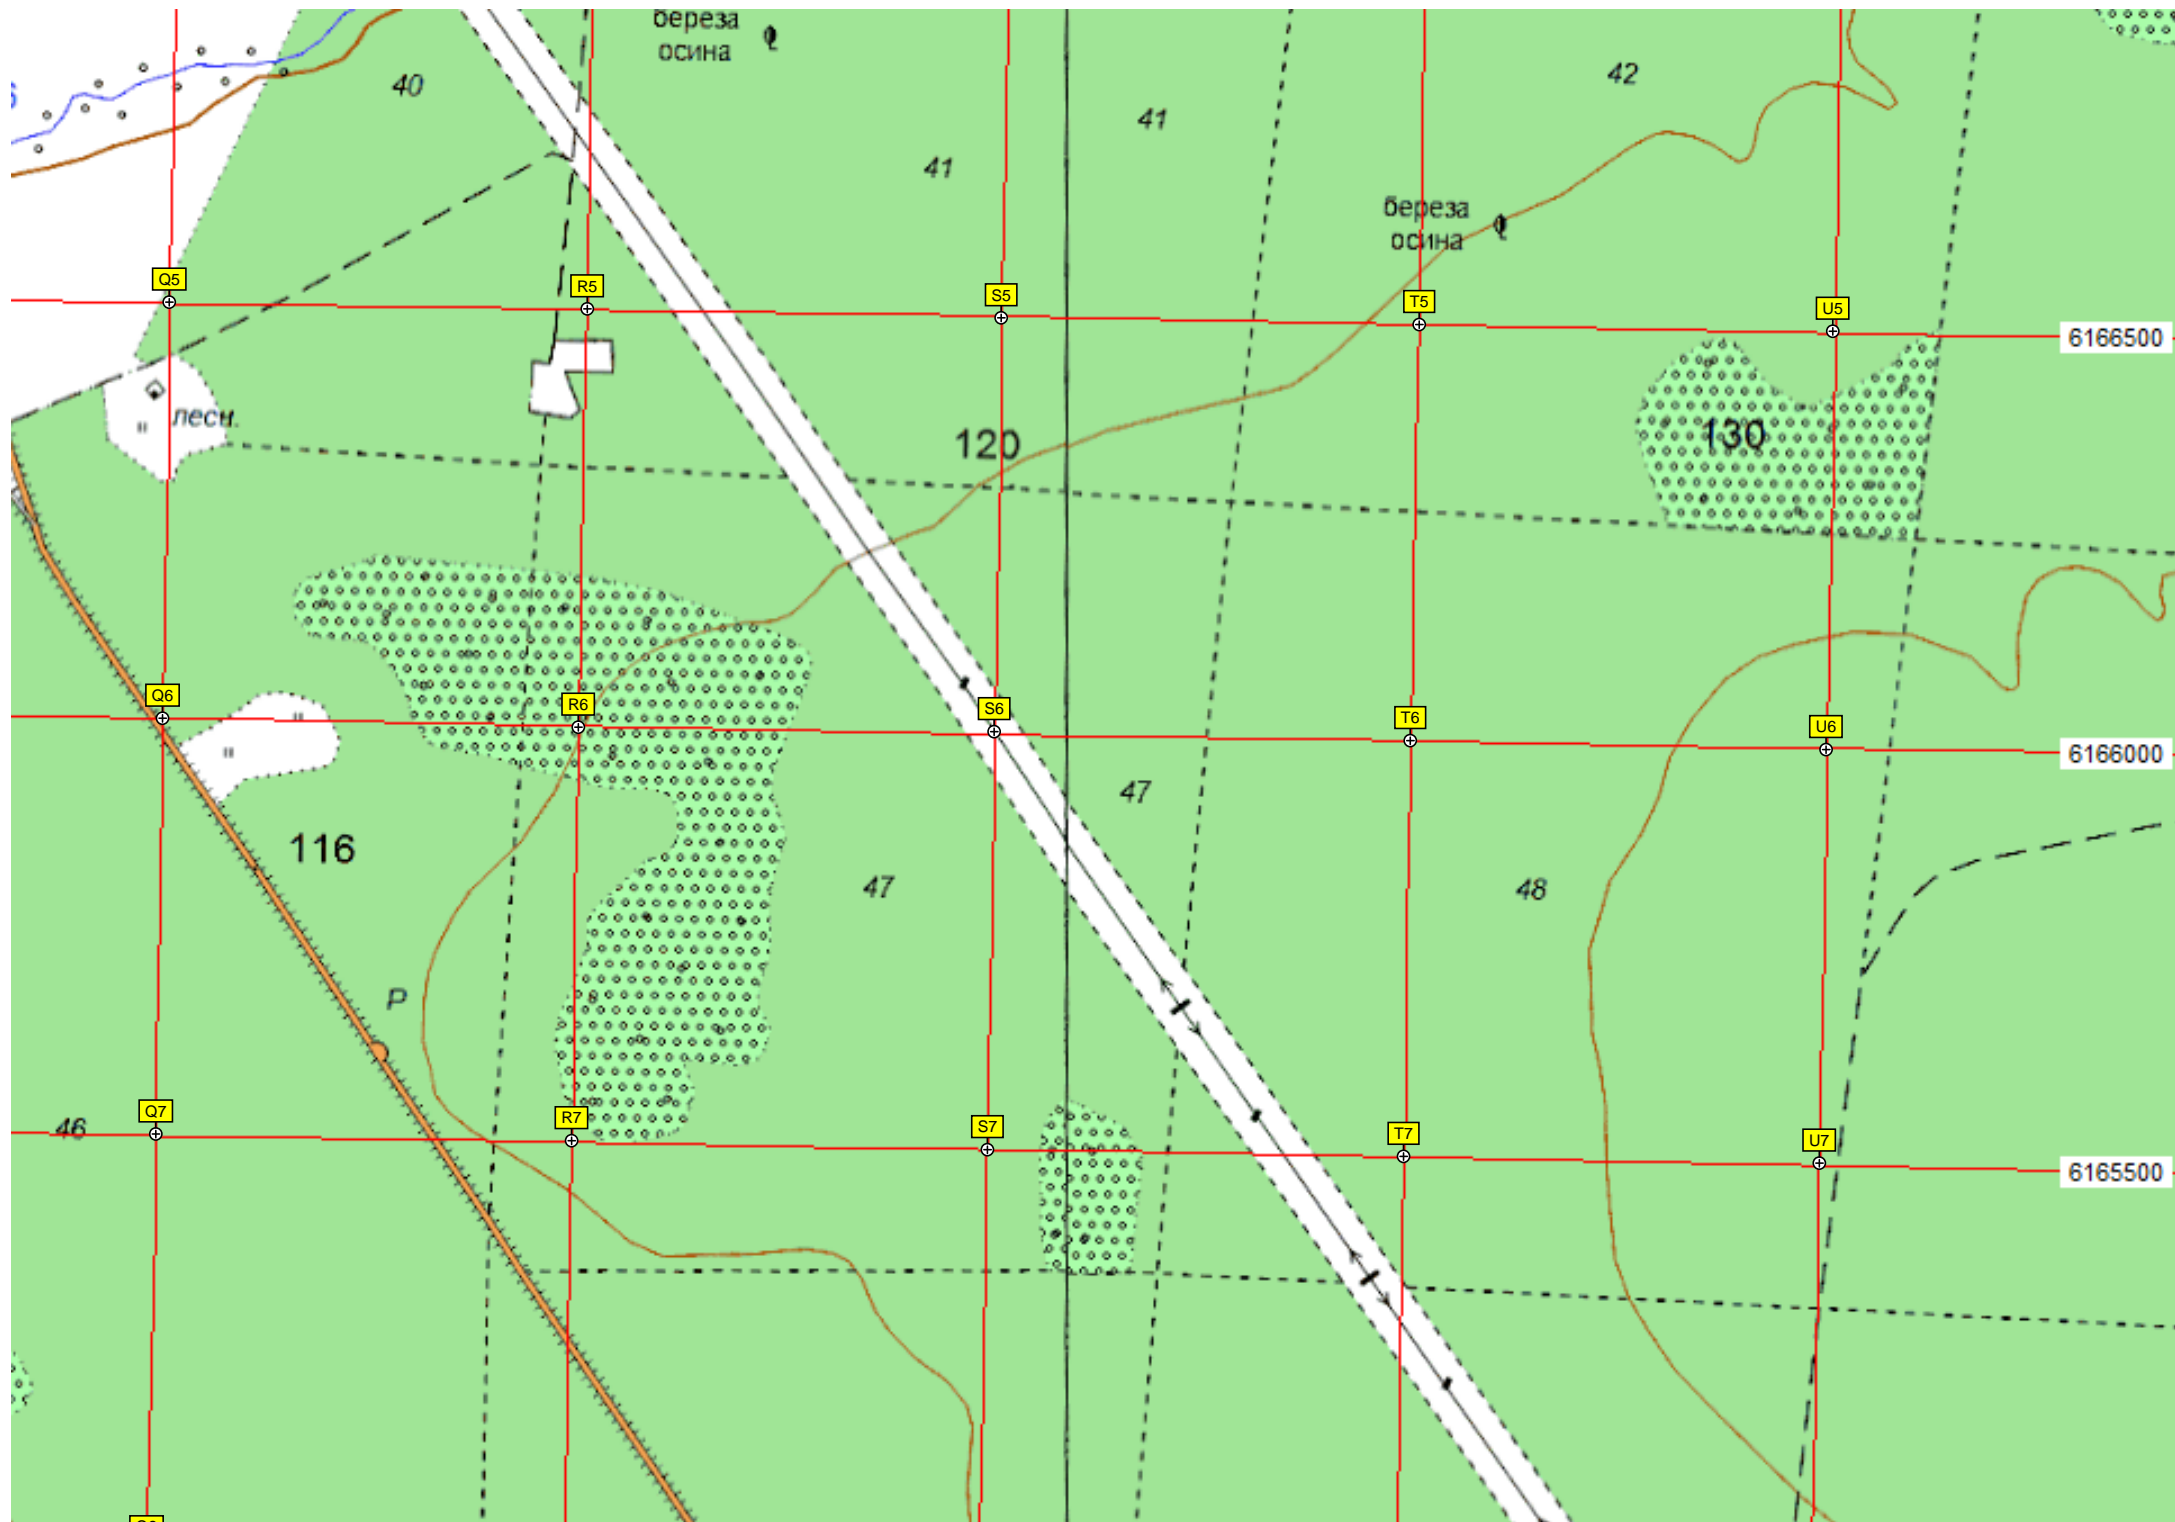 береза
осина
40
42
41
41
береза
осина
Q5
R5
S5
T5
U5
6166500
лесн.
120
130
Q6
R6
S6
T6
U6
6166000
47
116
47
48
Р
Q7
R7
S7
T7
U7
46
6165500